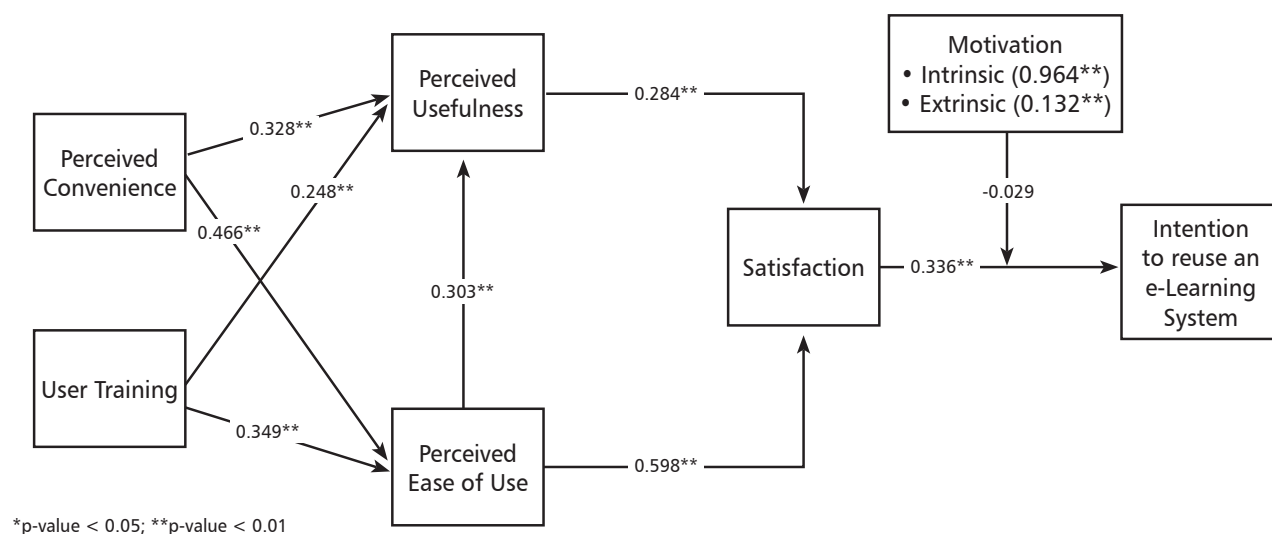 Motivation
• Intrinsic (0.964**)
• Extrinsic (0.132**)
Perceived
Usefulness
0.284**
0.328**
Perceived
Convenience
0.248**
-0.029
0.466**
Intention
to reuse an
e-Learning
System
Satisfaction
0.336**
0.303**
User Training
0.349**
Perceived
Ease of Use
0.598**
*p-value < 0.05; **p-value < 0.01